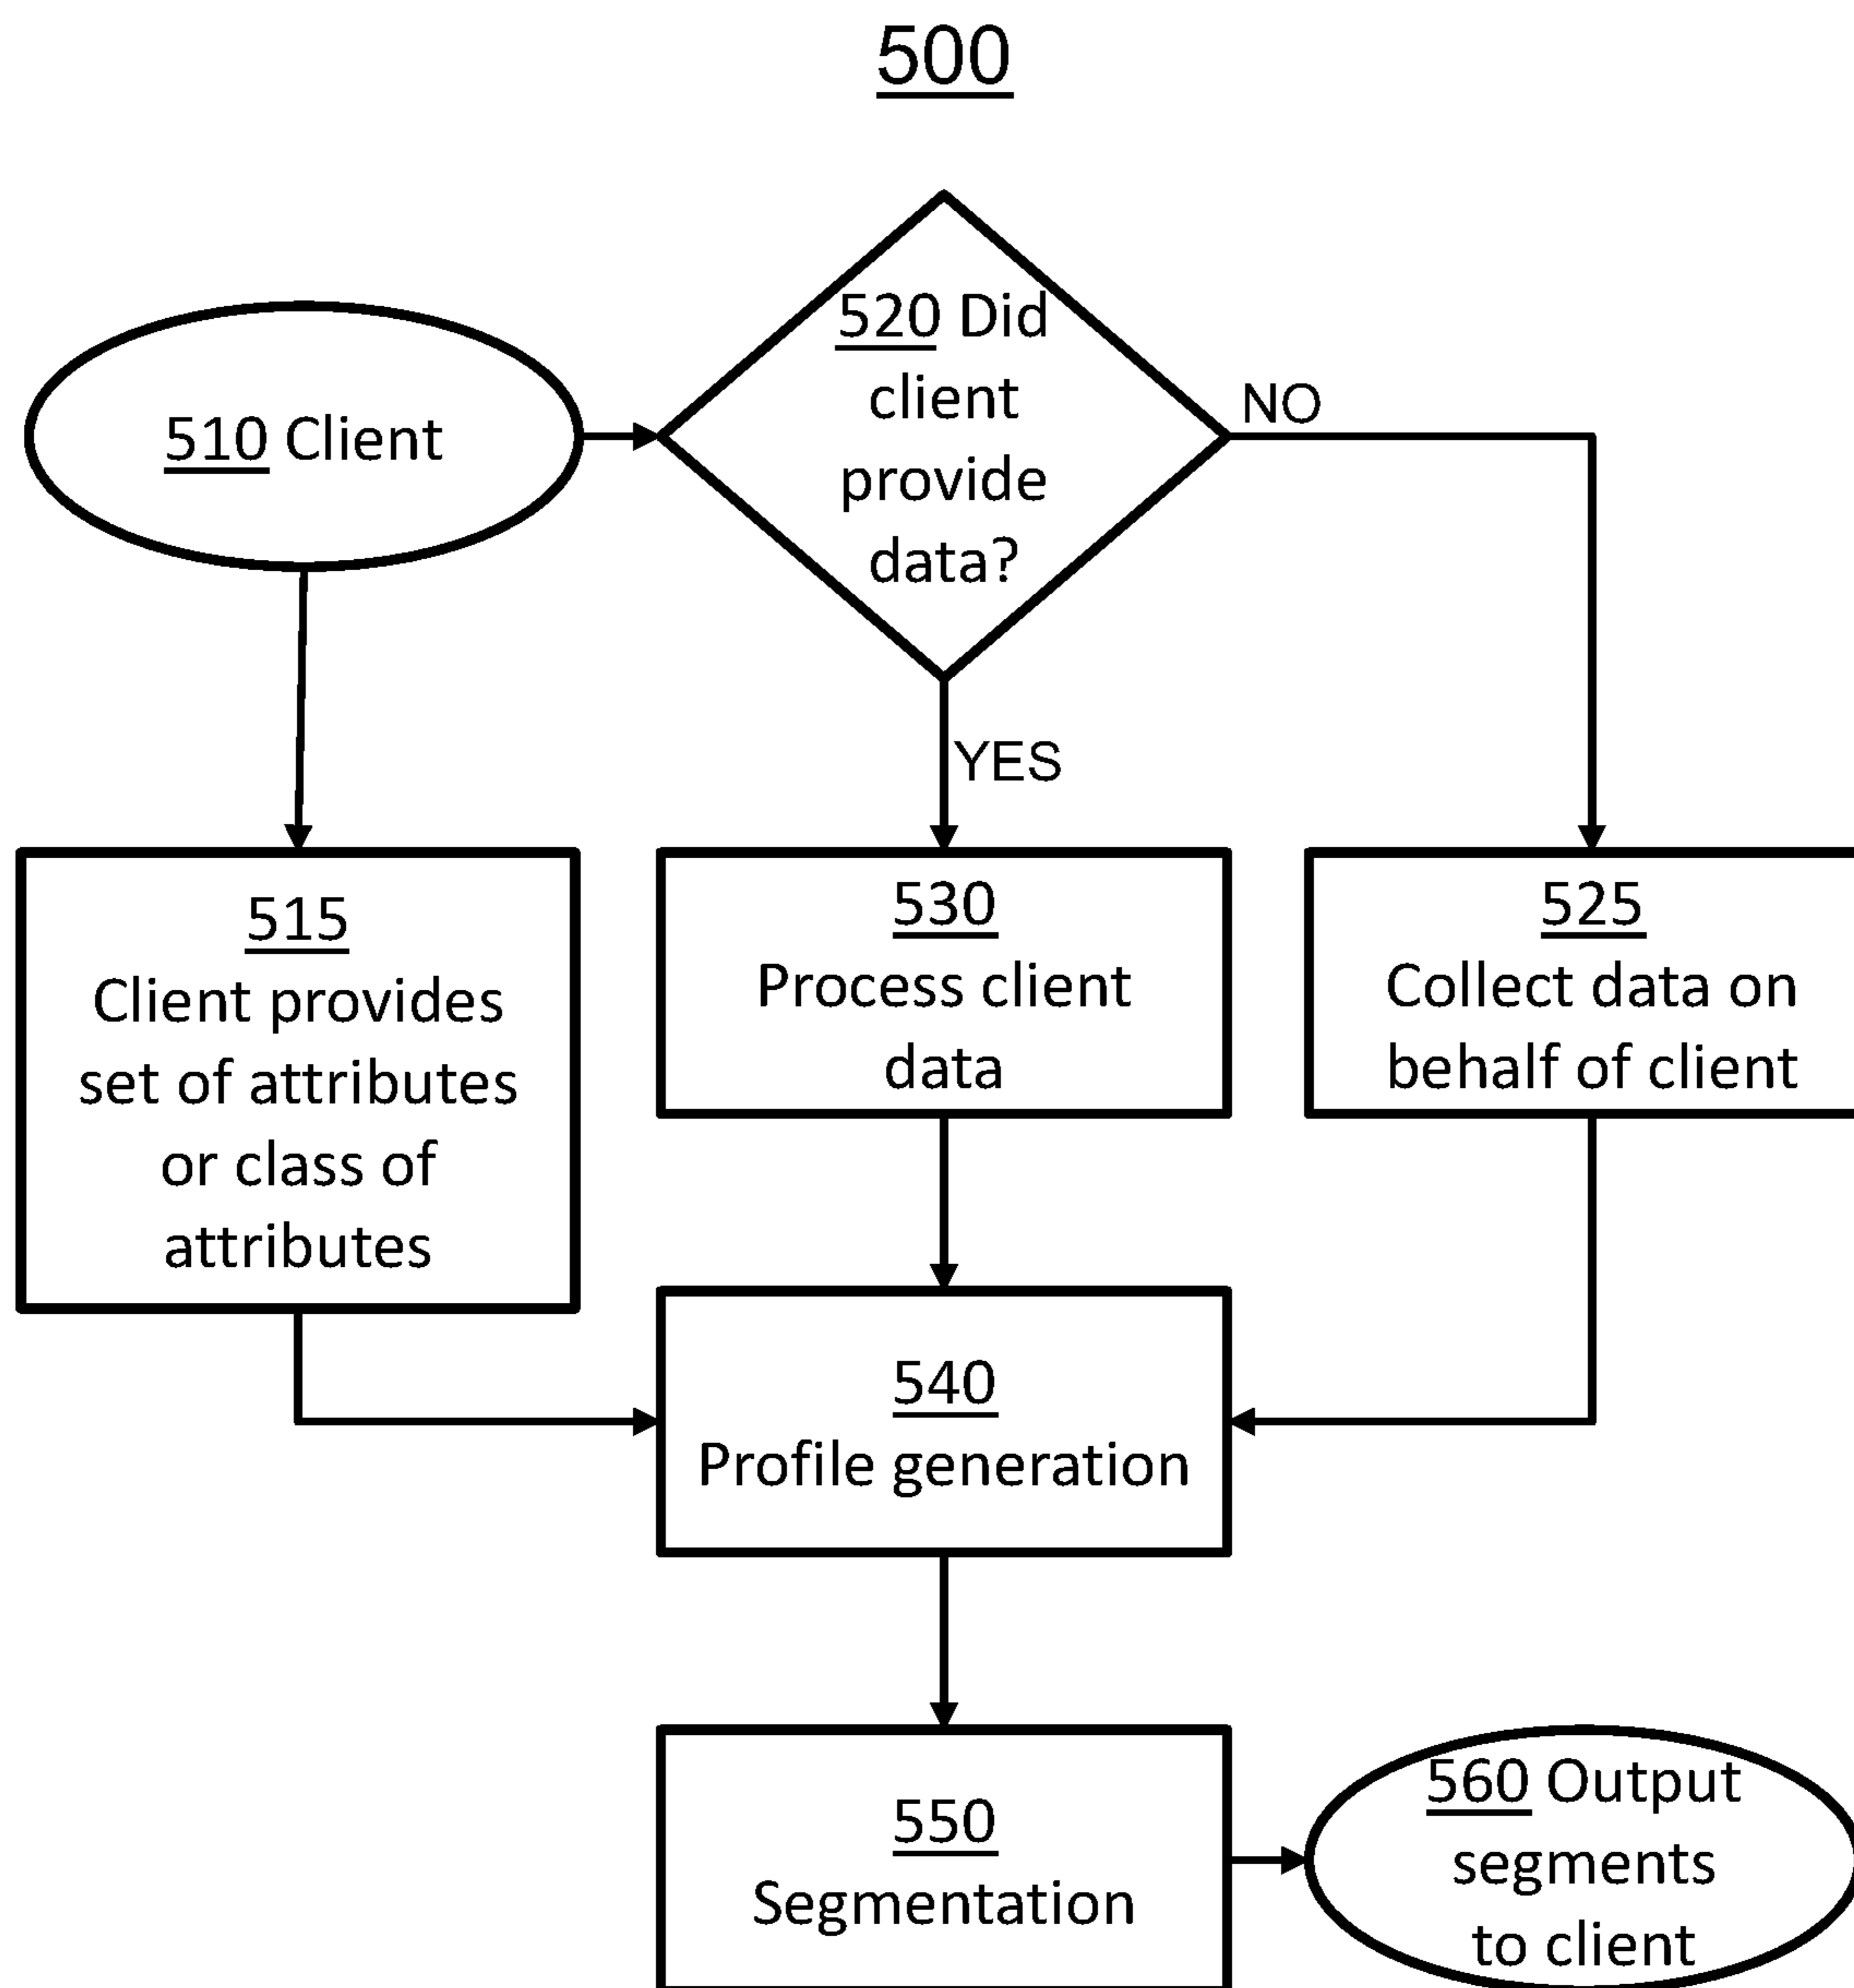 500
520 Did
client
provide
data?
510 Client
NO
YES
515
Client provides
set of attributes
or class of
attributes
530
Process client
data
525
Collect data on
behalf of client
540
Profile generation
550
Segmentation
560 Output
segments
to client